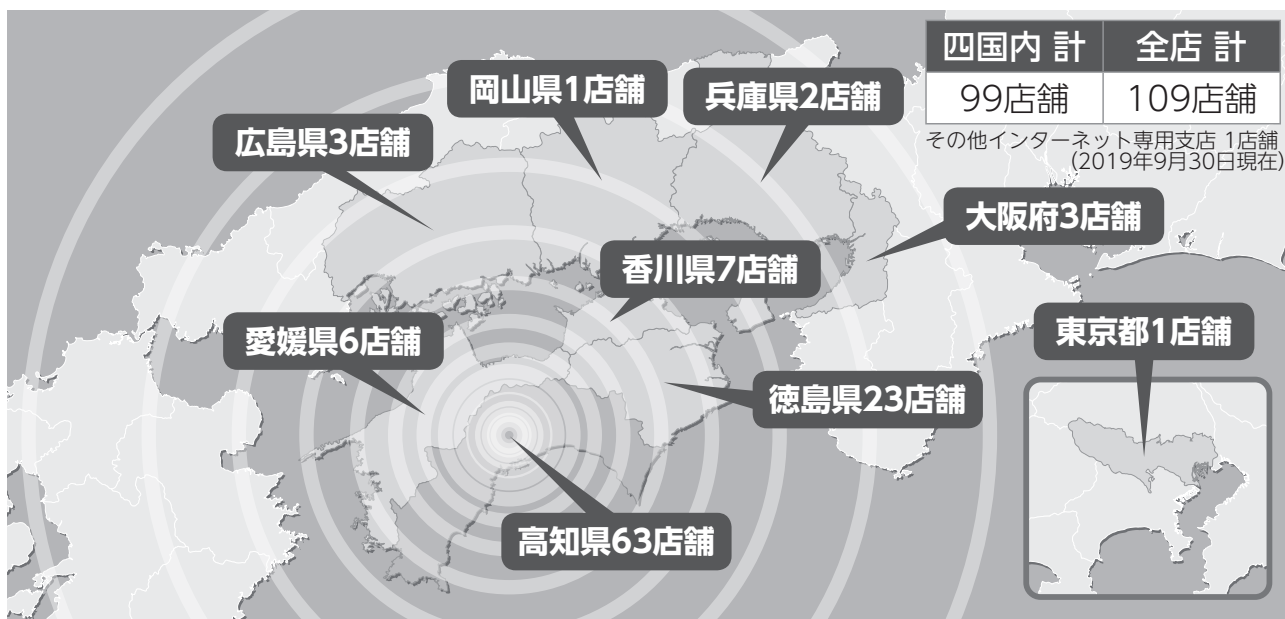 四国内 計 全店 計
99店舗 109店舗
その他インターネット専用支店 1店舗
(2019年9月30日現在)
岡山県1店舗
兵庫県2店舗
広島県3店舗
大阪府3店舗
香川県7店舗
愛媛県6店舗
東京都1店舗
徳島県23店舗
高知県63店舗